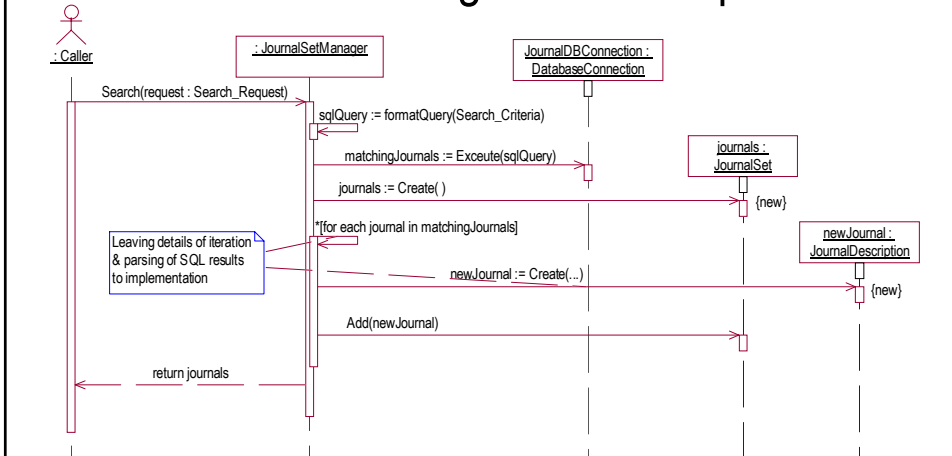 : Caller
: JournalSetManager
JournalDBConnection :
DatabaseConnection
Search(request : Search_Request)
sqlQuery := formatQuery(Search_Criteria)
matchingJournals := Exceute(sqlQuery)
journals :
JournalSet
journals := Create( )
{new}
*[for each journal in matchingJournals]
Leaving details of iteration
& parsing of SQL results
to implementation
newJournal :
JournalDescription
newJournal := Create(...)
{new}
Add(newJournal)
return journals